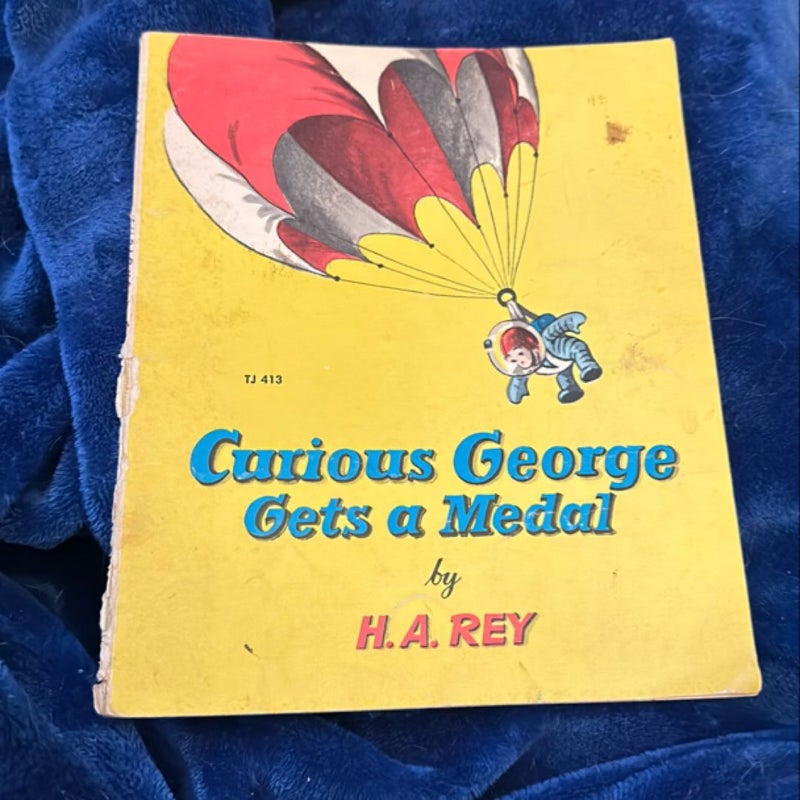 TJ 413
Curious George
Gets a Medal
by
H. A. REY